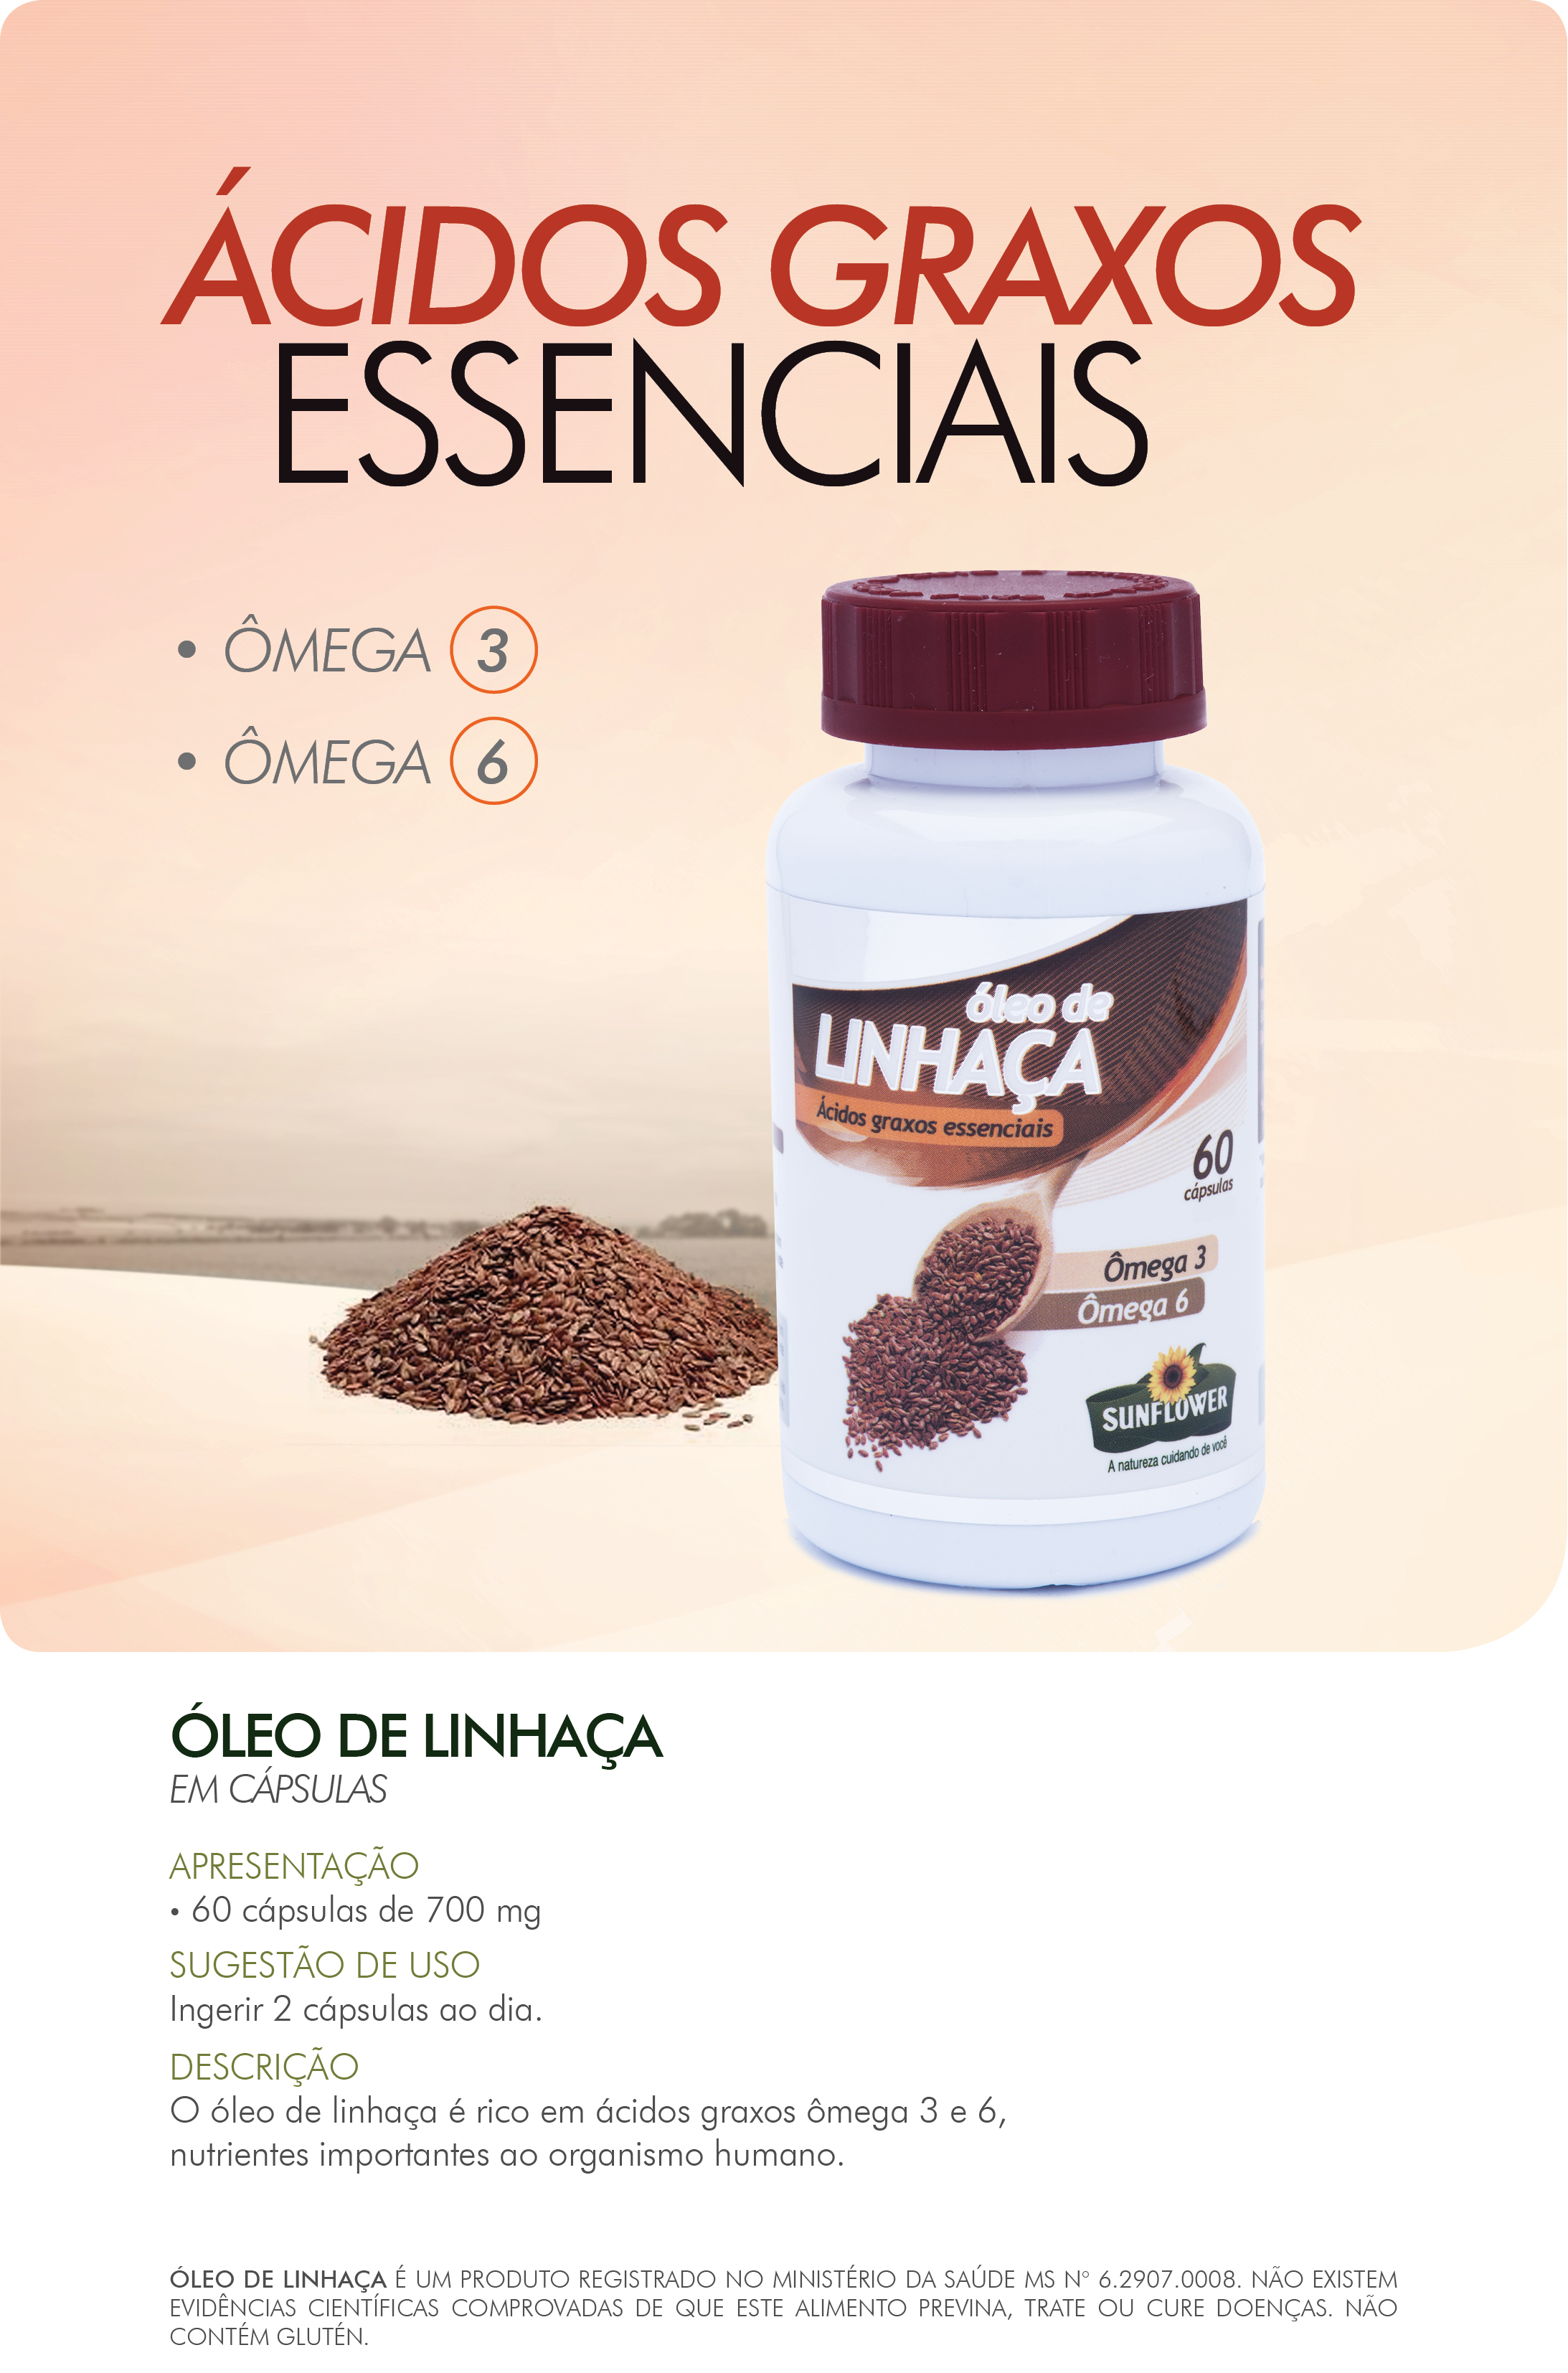 ÁCIDOS GRAXOS
ESSENCIAIS
• ÔMEGA 3
• ÔMEGA 6
óleo de
LINHAÇA
Ácidos graxos essenciais
60
cápsulas
Ômega 3
Ômega 6
SUNFLOWER
A natureza cuidando de você
ÓLEO DE LINHAÇA
EM CÁPSULAS
APRESENTAÇÃO
• 60 cápsulas de 700 mg
SUGESTÃO DE USO
Ingerir 2 cápsulas ao dia.
DESCRIÇÃO
O óleo de linhaça é rico em ácidos graxos ômega 3 e 6,
nutrientes importantes ao organismo humano.
ÓLEO DE LINHAÇA É UM PRODUTO REGISTRADO NO MINISTÉRIO DA SAÚDE MS Nº 6.2907.0008. NÃO EXISTEM
EVIDÊNCIAS CIENTÍFICAS COMPROVADAS DE QUE ESTE ALIMENTO PREVINA, TRATE OU CURE DOENÇAS. NÃO
CONTÉM GLUTÉN.